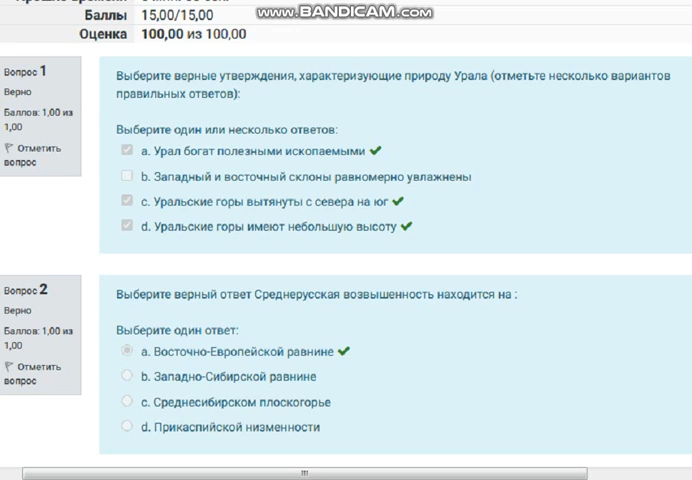 www.BANDICAM.com
Баллы 15,00/15,00
Оценка 100,00 из 100,00
Вопрос 1
Верно
Баллов: 1,00 из
1,00
Отметить
вопрос
Выберите верные утверждения, характеризующие природу Урала (отметьте несколько вариантов
правильных ответов):
Выберите один или несколько ответов:
a. Урал богат полезными ископаемыми
b. Западный и восточный склоны равномерно увлажнены
c. Уральские горы вытянуты с севера на юг
d. Уральские горы имеют небольшую высоту
Вопрос 2
Верно
Баллов: 1,00 из
1,00
Отметить
вопрос
Выберите верный ответ Среднерусская возвышенность находится на :
Выберите один ответ:
a. Восточно-Европейской равнине
b. Западно-Сибирской равнине
c. Среднесибирском плоскогорье
d. Прикаспийской низменности